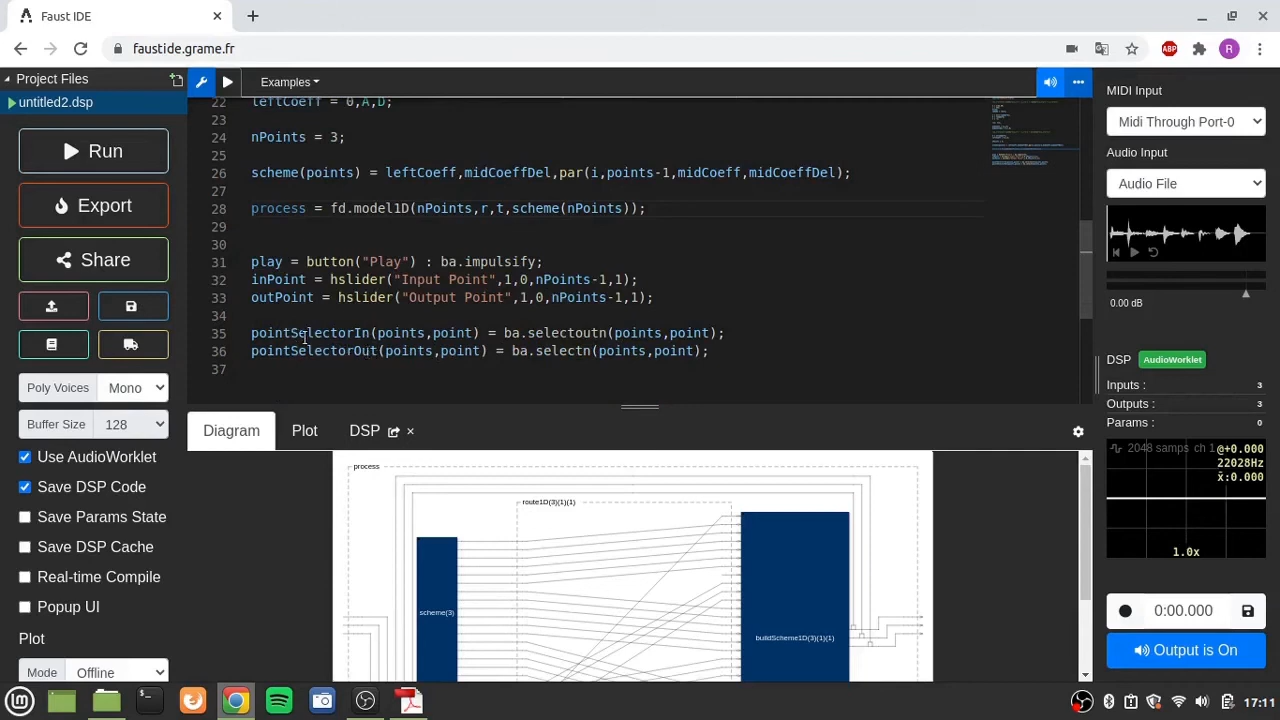 Faust IDE
faustide.grame.fr
ABP
R
Project Files
untitled2.dsp
Run
Export
Share
Poly Voices
Mono
Buffer Size
128
Use AudioWorklet
Save DSP Code
Save Params State
Save DSP Cache
Real-time Compile
Popup UI
Plot
Mode
Offline
Examples
22 leftCoeff = 0,A,D;
23
24 nPoints = 3;
25
26 scheme(points) = leftCoeff,midCoeffDel,par(i,points-1,midCoeff,midCoeffDel);
27
28 process = fd.model1D(nPoints,r,t,scheme(nPoints));
29
30
31 play = button("Play") : ba.impulsify;
32 inPoint = hslider("Input Point",1,0,nPoints-1,1);
33 outPoint = hslider("Output Point",1,0,nPoints-1,1);
34
35 pointSelectorIn(points,point) = ba.selectoutn(points,point);
36 pointSelectorOut(points,point) = ba.selectn(points,point);
37
Diagram
Plot
DSP
process
route1D(3)(1)(1)
scheme(3)
buildScheme1D(3)(1)(1)
MIDI Input
Midi Through Port-0
Audio Input
Audio File
0.00 dB
DSP AudioWorklet
Inputs : 3
Outputs : 3
Params : 0
2048 samps ch 1
@+0.000
22028Hz
x̄:0.000
1.0x
0:00.000
Output is On
17:11